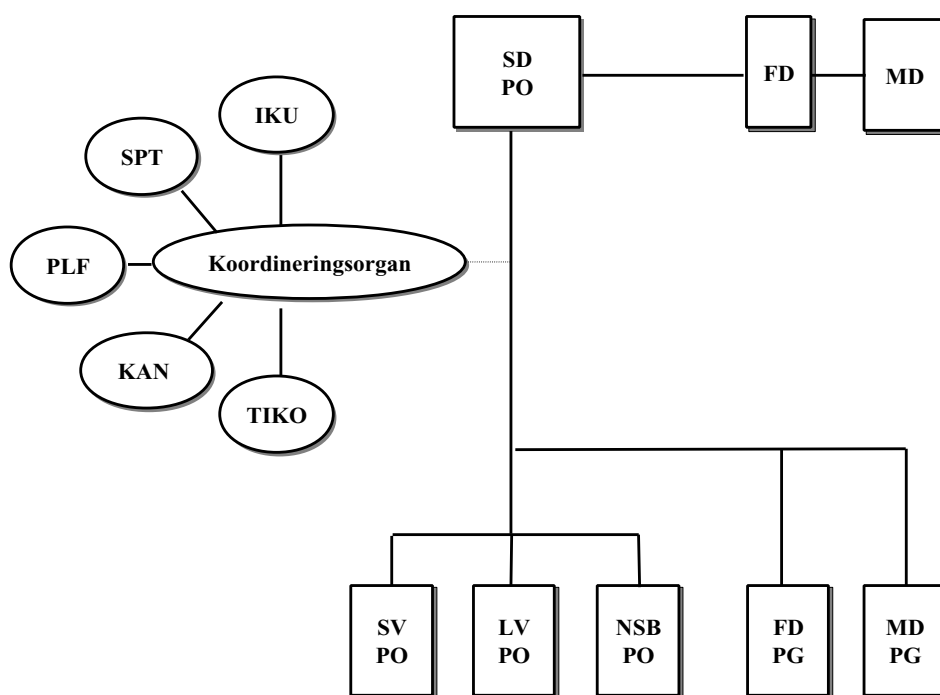 SD
PO
FD
MD
IKU
SPT
PLF
Koordineringsorgan
KAN
TIKO
SV
PO
LV
PO
NSB
PO
FD
PG
MD
PG